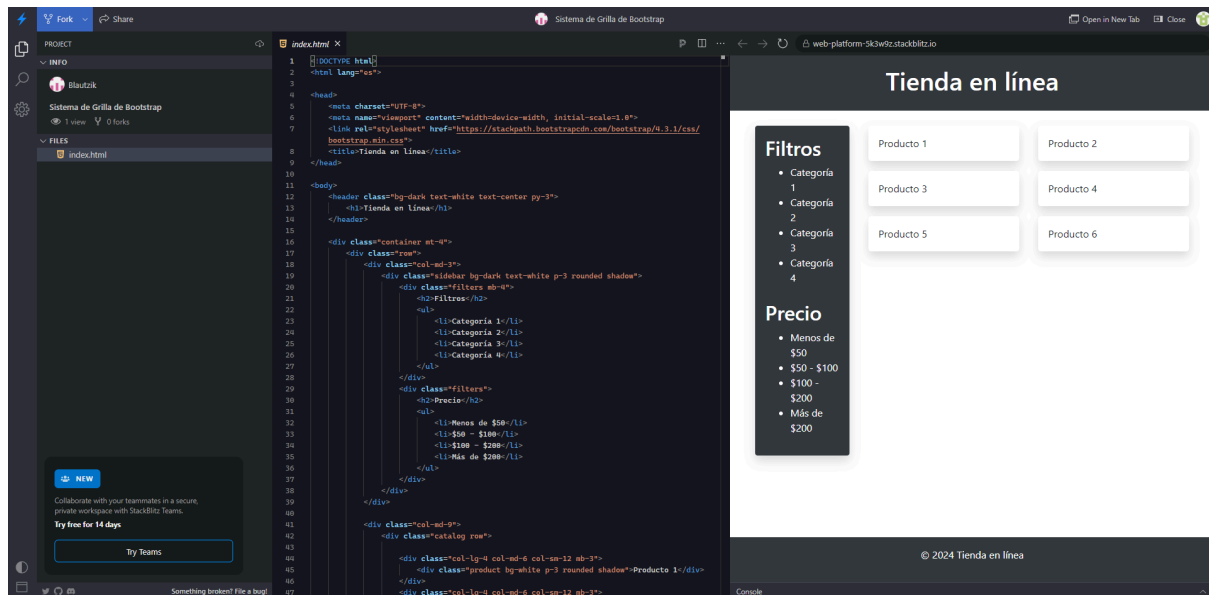 Fork
Share
Sistema de Grilla de Bootstrap
Open in New Tab
Close
PROJECT
INFO
Blautzik
Sistema de Grilla de Bootstrap
1 view 0 forks
FILES
index.html
NEW
Collaborate with your teammates in a secure,
private workspace with StackBlitz Teams.
Try free for 14 days
Try Teams
Something broken? File a bug!
index.html
1 <!DOCTYPE html>
2 <html lang="es">
3
4 <head>
5 <meta charset="UTF-8">
6 <meta name="viewport" content="width=device-width, initial-scale=1.0">
7 <link rel="stylesheet" href="https://stackpath.bootstrapcdn.com/bootstrap/4.3.1/css/
bootstrap.min.css">
8 <title>Tienda en línea</title>
9 </head>
10
11 <body>
12 <header class="bg-dark text-white text-center py-3">
13 <h1>Tienda en línea</h1>
14 </header>
15
16 <div class="container mt-4">
17 <div class="row">
18 <div class="col-md-3">
19 <div class="sidebar bg-dark text-white p-3 rounded shadow">
20 <div class="filters mb-4">
21 <h2>Filtros</h2>
22 <ul>
23 <li>Categoría 1</li>
24 <li>Categoría 2</li>
25 <li>Categoría 3</li>
26 <li>Categoría 4</li>
27 </ul>
28 </div>
29 <div class="filters">
30 <h2>Precio</h2>
31 <ul>
32 <li>Menos de $50</li>
33 <li>$50 - $100</li>
34 <li>$100 - $200</li>
35 <li>Más de $200</li>
36 </ul>
37 </div>
38 </div>
39 </div>
40
41 <div class="col-md-9">
42 <div class="catalog row">
43
44 <div class="col-lg-4 col-md-6 col-sm-12 mb-3">
45 <div class="product bg-white p-3 rounded shadow">Producto 1</div>
46 </div>
47 <div class="col-lg-4 col-md-6 col-sm-12 mb-3">
web-platform-5k3w9z.stackblitz.io
Tienda en línea
Filtros
Categoría
1
Categoría
2
Categoría
3
Categoría
4
Precio
Menos de
$50
$50 - $100
$100 -
$200
Más de
$200
Producto 1
Producto 2
Producto 3
Producto 4
Producto 5
Producto 6
© 2024 Tienda en línea
Console